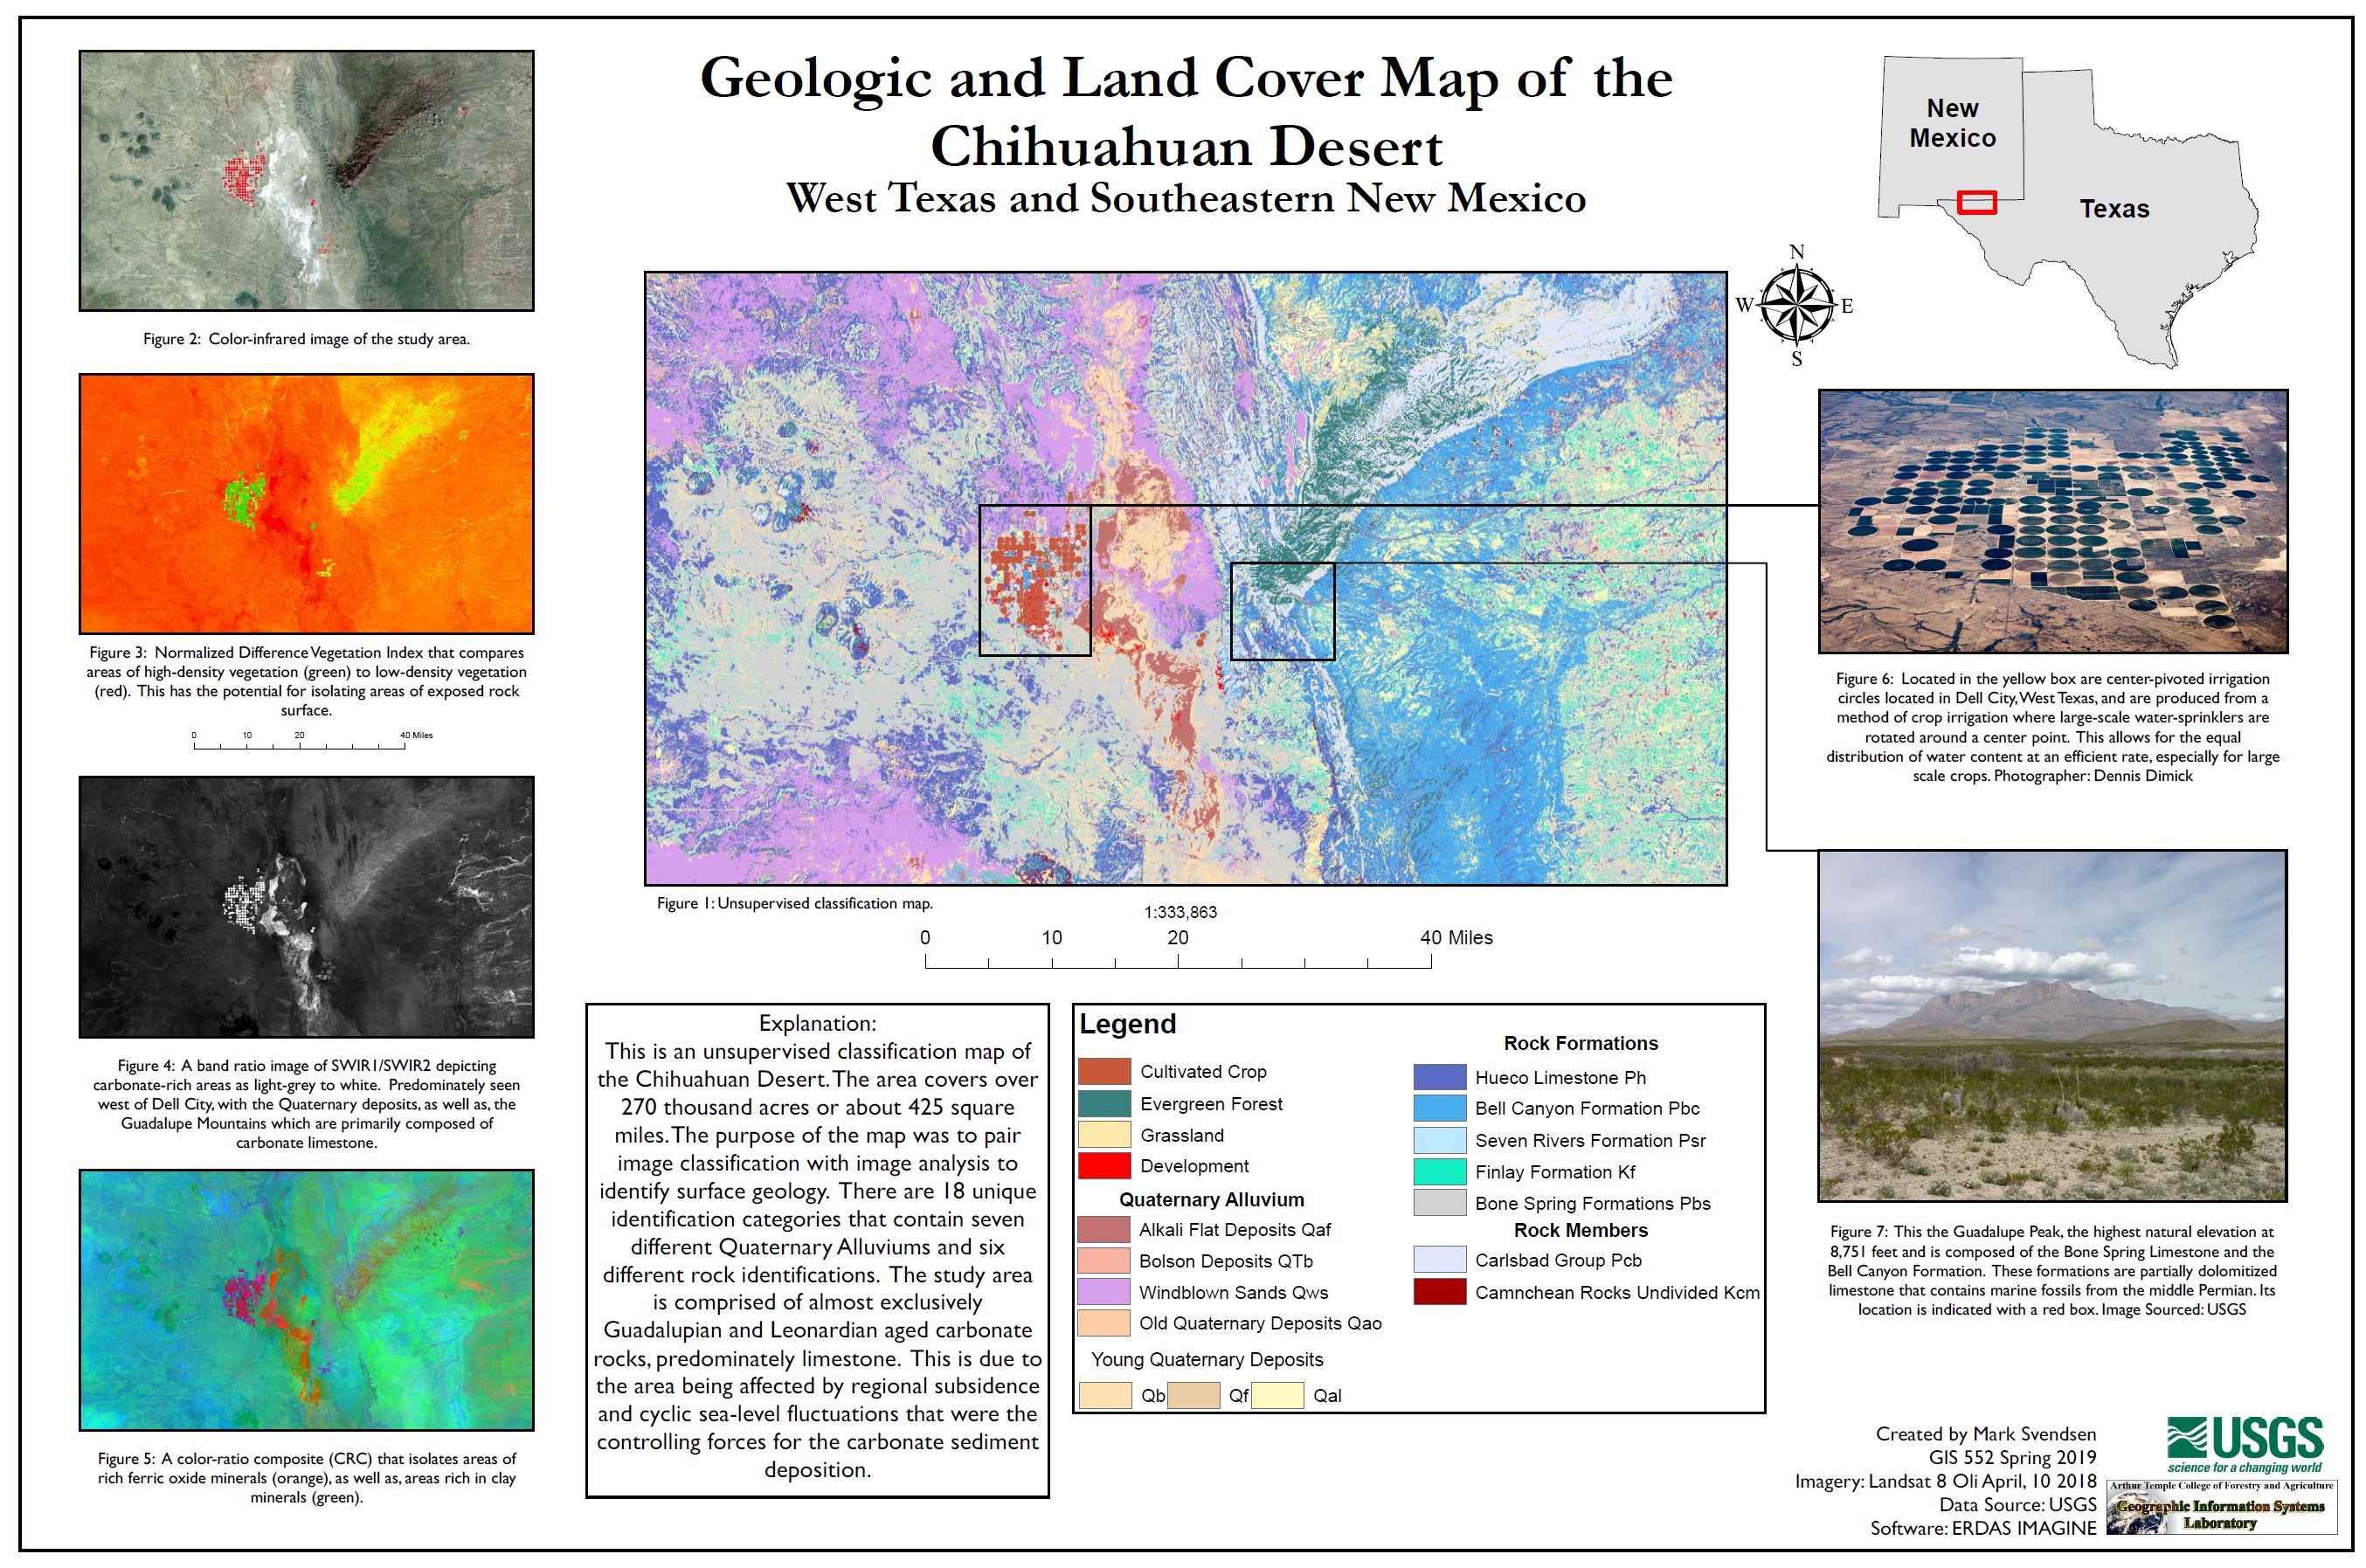 Geologic and Land Cover Map of the
Chihuahuan Desert
West Texas and Southeastern New Mexico
Figure 2: Color-infrared image of the study area.
Figure 3: Normalized Difference Vegetation Index that compares
areas of high-density vegetation (green) to low-density vegetation
(red). This has the potential for isolating areas of exposed rock
surface.
0 10 20 40 Miles
Figure 4: A band ratio image of SWIR1/SWIR2 depicting
carbonate-rich areas as light-grey to white. Predominately seen
west of Dell City, with the Quaternary deposits, as well as, the
Guadalupe Mountains which are primarily composed of
carbonate limestone.
Figure 5: A color-ratio composite (CRC) that isolates areas of
rich ferric oxide minerals (orange), as well as, areas rich in clay
minerals (green).
Figure 1: Unsupervised classification map.
1:333,863
0 10 20 40 Miles
Explanation:
This is an unsupervised classification map of
the Chihuahuan Desert. The area covers over
270 thousand acres or about 425 square
miles. The purpose of the map was to pair
image classification with image analysis to
identify surface geology. There are 18 unique
identification categories that contain seven
different Quaternary Alluviums and six
different rock identifications. The study area
is comprised of almost exclusively
Guadalupian and Leonardian aged carbonate
rocks, predominately limestone. This is due to
the area being affected by regional subsidence
and cyclic sea-level fluctuations that were the
controlling forces for the carbonate sediment
deposition.
Legend
Cultivated Crop
Evergreen Forest
Grassland
Development
Quaternary Alluvium
Alkali Flat Deposits Qaf
Bolson Deposits QTb
Windblown Sands Qws
Old Quaternary Deposits Qao
Young Quaternary Deposits
Qb Qf Qal
Rock Formations
Hueco Limestone Ph
Bell Canyon Formation Pbc
Seven Rivers Formation Psr
Finlay Formation Kf
Bone Spring Formations Pbs
Rock Members
Carlsbad Group Pcb
Camnchean Rocks Undivided Kcm
New
Mexico
Texas
N
W E
S
Figure 6: Located in the yellow box are center-pivoted irrigation
circles located in Dell City, West Texas, and are produced from a
method of crop irrigation where large-scale water-sprinklers are
rotated around a center point. This allows for the equal
distribution of water content at an efficient rate, especially for large
scale crops. Photographer: Dennis Dimick
Figure 7: This the Guadalupe Peak, the highest natural elevation at
8,751 feet and is composed of the Bone Spring Limestone and the
Bell Canyon Formation. These formations are partially dolomitized
limestone that contains marine fossils from the middle Permian. Its
location is indicated with a red box. Image Sourced: USGS
Created by Mark Svendsen
GIS 552 Spring 2019
Imagery: Landsat 8 Oli April, 10 2018
Data Source: USGS
Software: ERDAS IMAGINE
USGS
science for a changing world
Arthur Temple College of Forestry and Agriculture
Geographic Information Systems
Laboratory